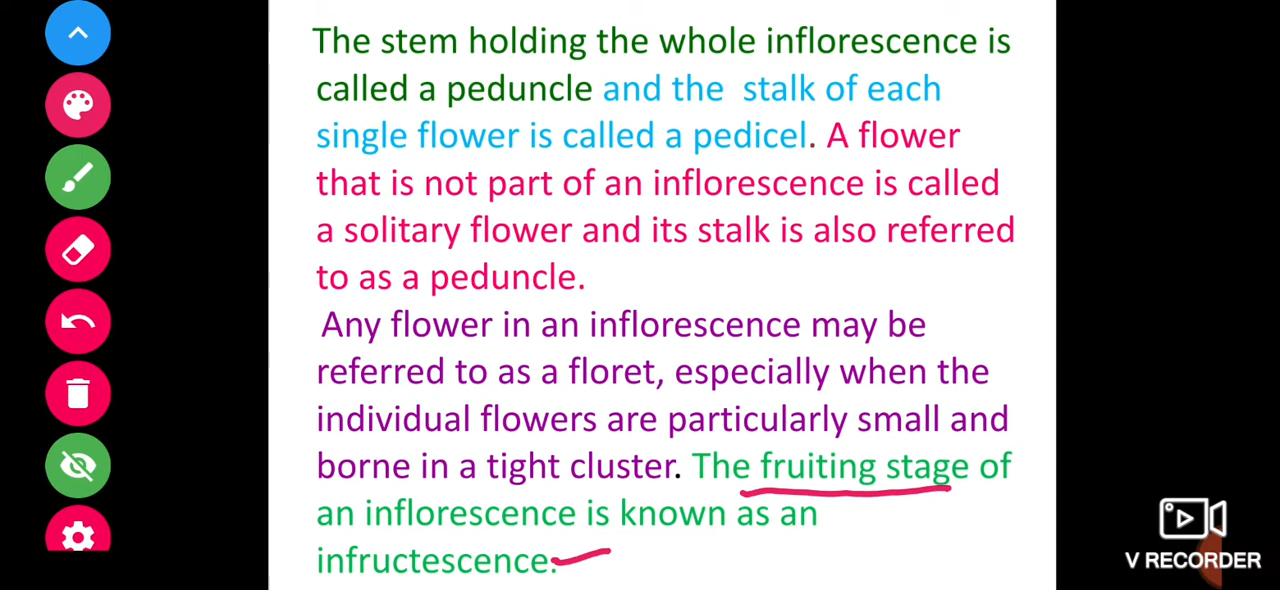 The stem holding the whole inflorescence is
called a peduncle and the stalk of each
single flower is called a pedicel. A flower
that is not part of an inflorescence is called
a solitary flower and its stalk is also referred
to as a peduncle.
Any flower in an inflorescence may be
referred to as a floret, especially when the
individual flowers are particularly small and
borne in a tight cluster. The fruiting stage of
an inflorescence is known as an
infructescence.
V RECORDER